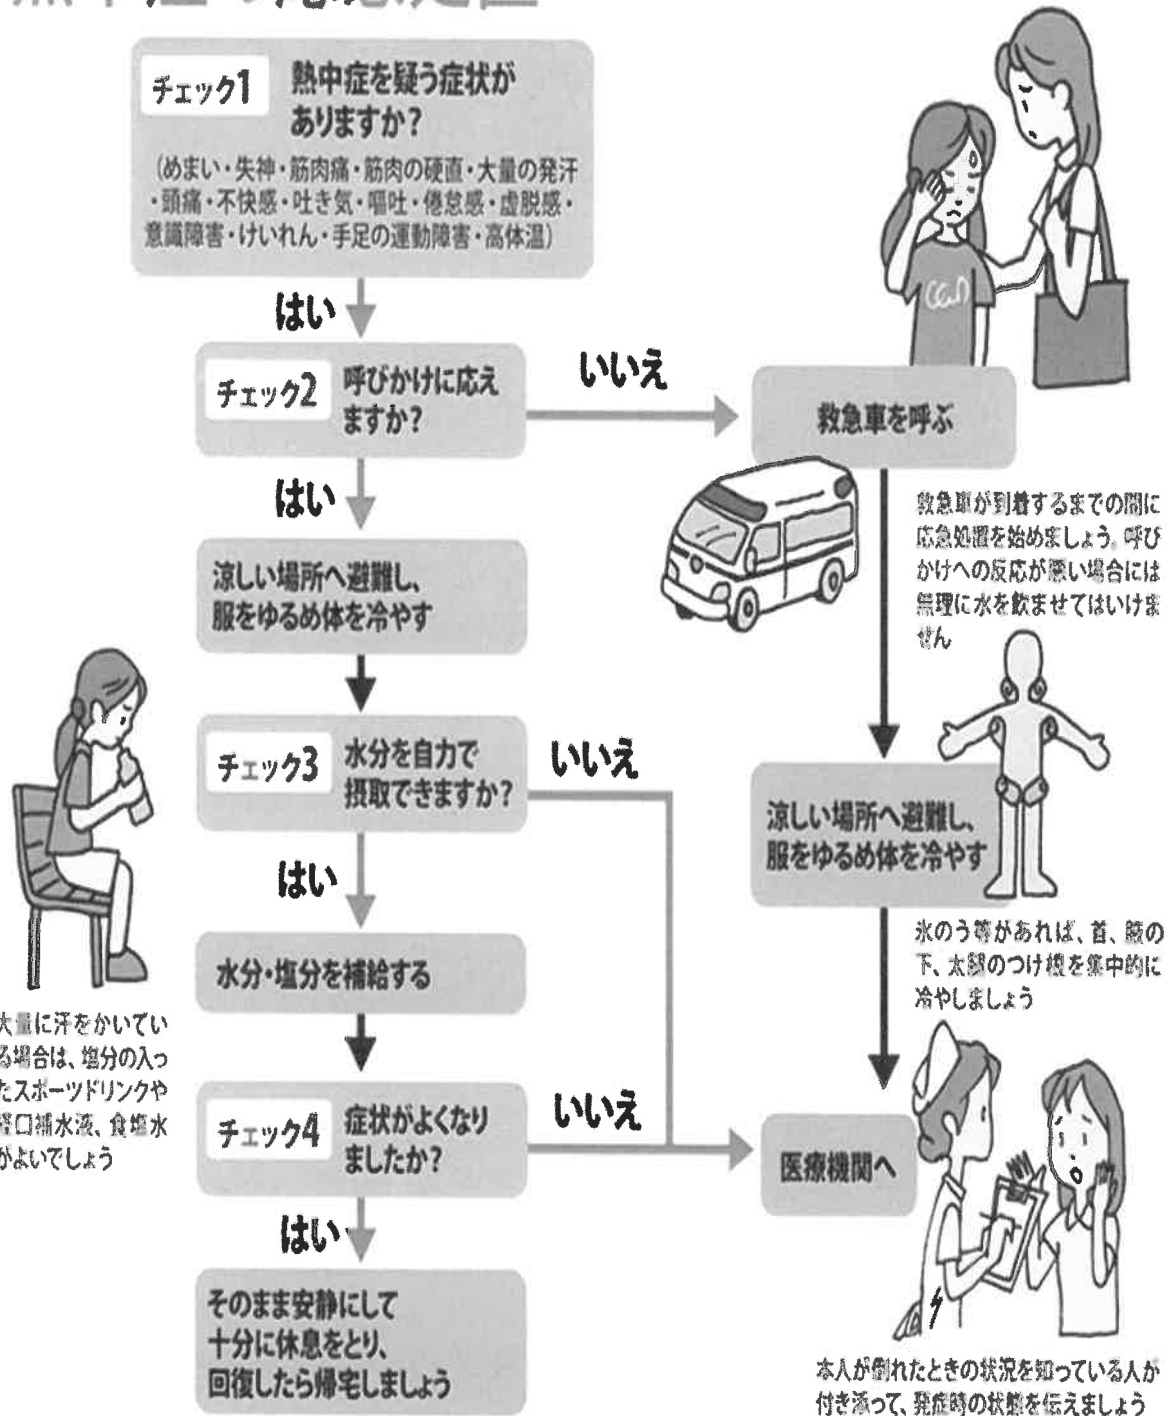 チェック1
熱中症を疑う症状が
ありますか?
(めまい・失神・筋肉痛・筋肉の硬直・大量の発汗
・頭痛・不快感・吐き気・嘔吐・倦怠感・虚脱感・
意識障害・けいれん・手足の運動障害・高体温)
はい
チェック2
呼びかけに応え
ますか?
いいえ
救急車を呼ぶ
救急車が到着するまでの間に
応急処置を始めましょう。呼び
かけへの反応が悪い場合には
無理に水を飲ませてはいけま
せん
はい
涼しい場所へ避難し、
服をゆるめ体を冷やす
チェック3
水分を自力で
摂取できますか?
いいえ
涼しい場所へ避難し、
服をゆるめ体を冷やす
氷のう等があれば、首、腋の
下、太腿のつけ根を集中的に
冷やしましょう
はい
水分・塩分を補給する
大量に汗をかいてい
る場合は、塩分の入っ
たスポーツドリンクや
経口補水液、食塩水
がよいでしょう
チェック4
症状がよくなり
ましたか?
いいえ
医療機関へ
はい
そのまま安静にして
十分に休息をとり、
回復したら帰宅しましょう
本人が倒れたときの状況を知っている人が
付き添って、発症時の状態を伝えましょう